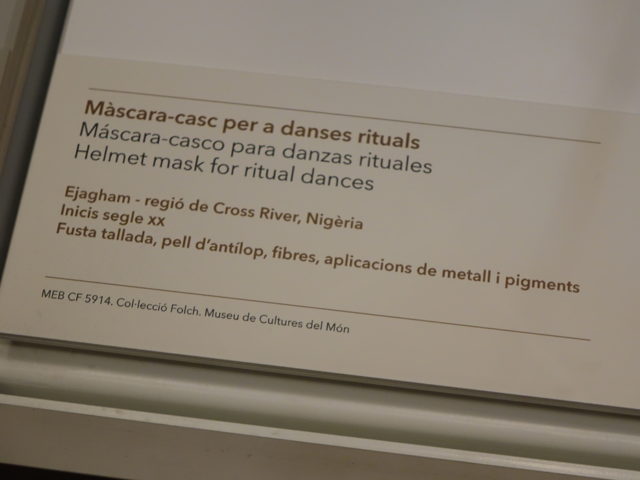 Màscara-casc per a danses rituals
Máscara-casco para danzas rituales
Helmet mask for ritual dances
Ejagham - regió de Cross River, Nigèria
Inicis segle XX
Fusta tallada, pell d'antílop, fibres, aplicacions de metall i pigments
MEB CF 5914. Col·lecció Folch. Museu de Cultures del Món